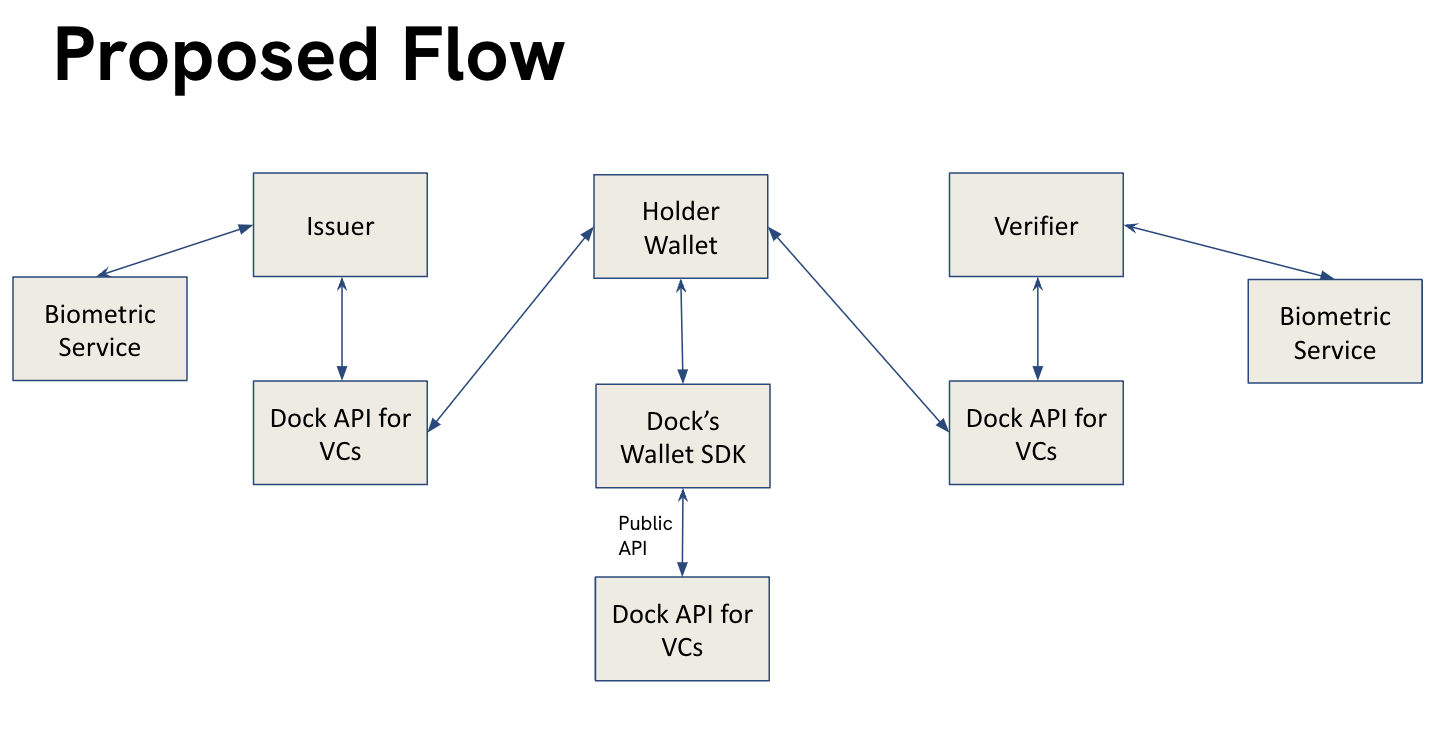 Proposed Flow
Issuer
Holder
Wallet
Verifier
Biometric
Service
Biometric
Service
Dock API for
VCs
Dock’s
Wallet SDK
Dock API for
VCs
Public
API
Dock API for
VCs